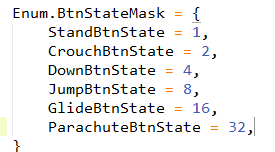 Enum.BtnStateMask = {
    StandBtnState = 1,
    CrouchBtnState = 2,
    DownBtnState = 4,
    JumpBtnState = 8,
    GlideBtnState = 16,
    ParachuteBtnState = 32,
}